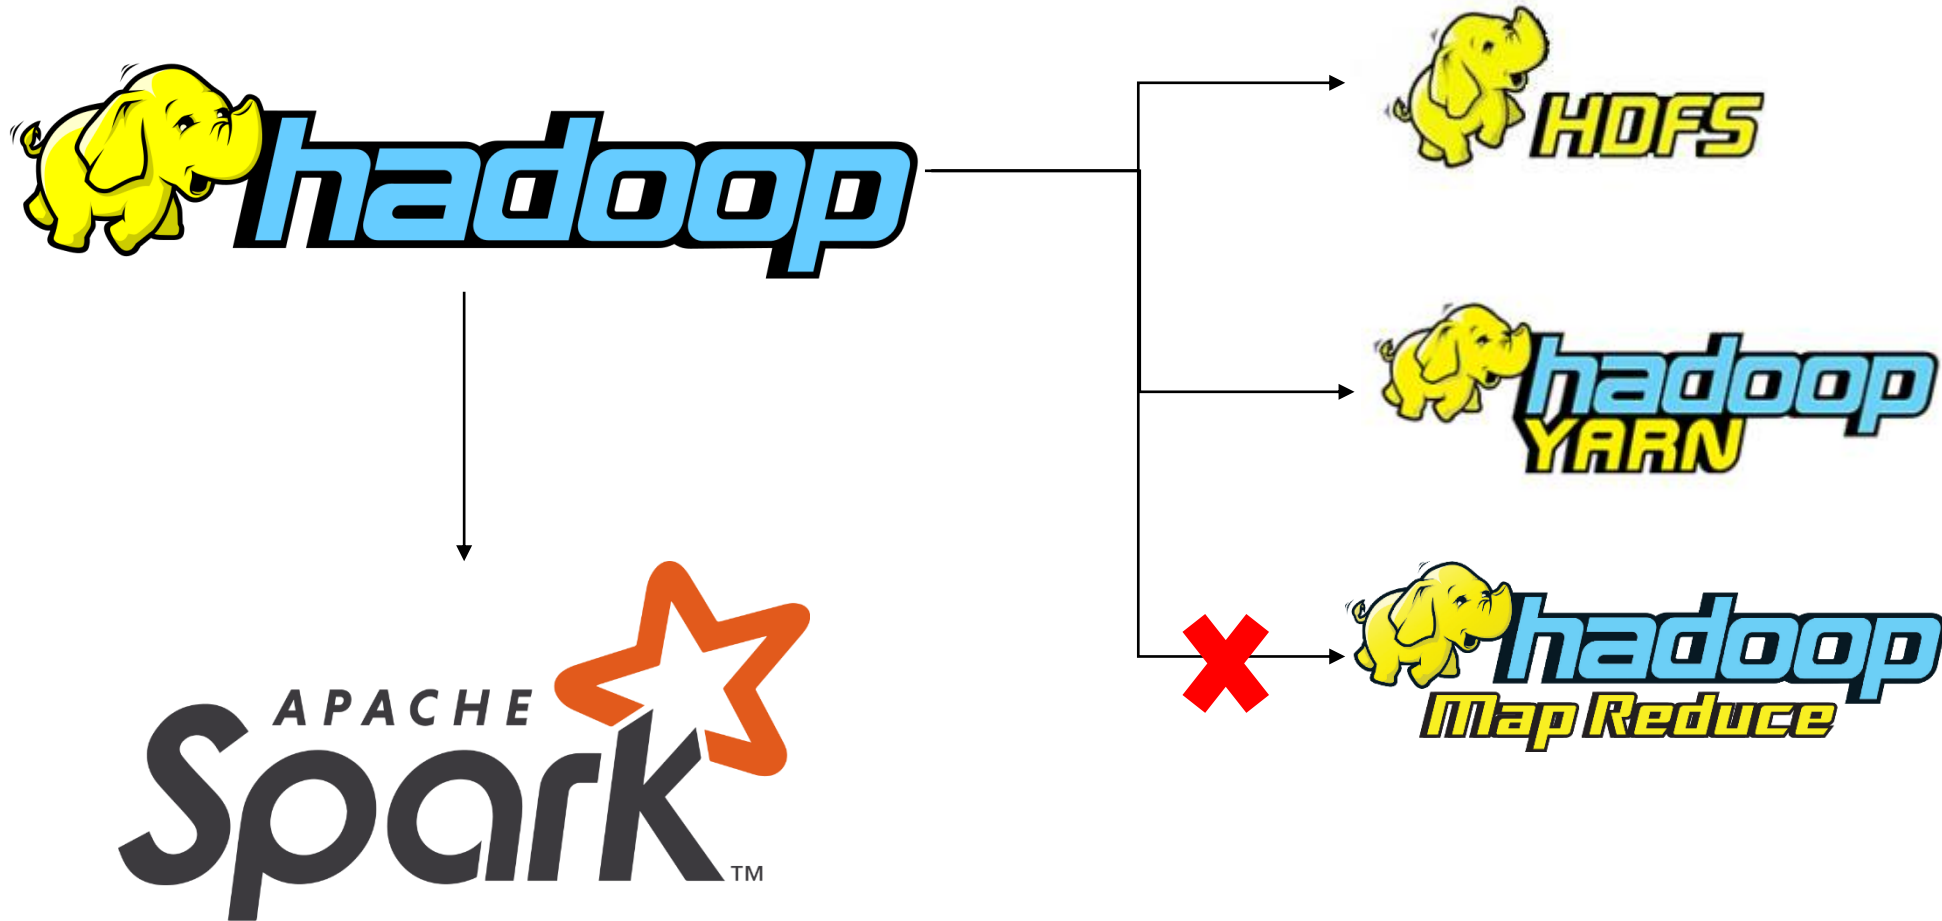 hadoop
HDFS
hadoop
YARN
hadoop
Map Reduce
APACHE
Spark
TM